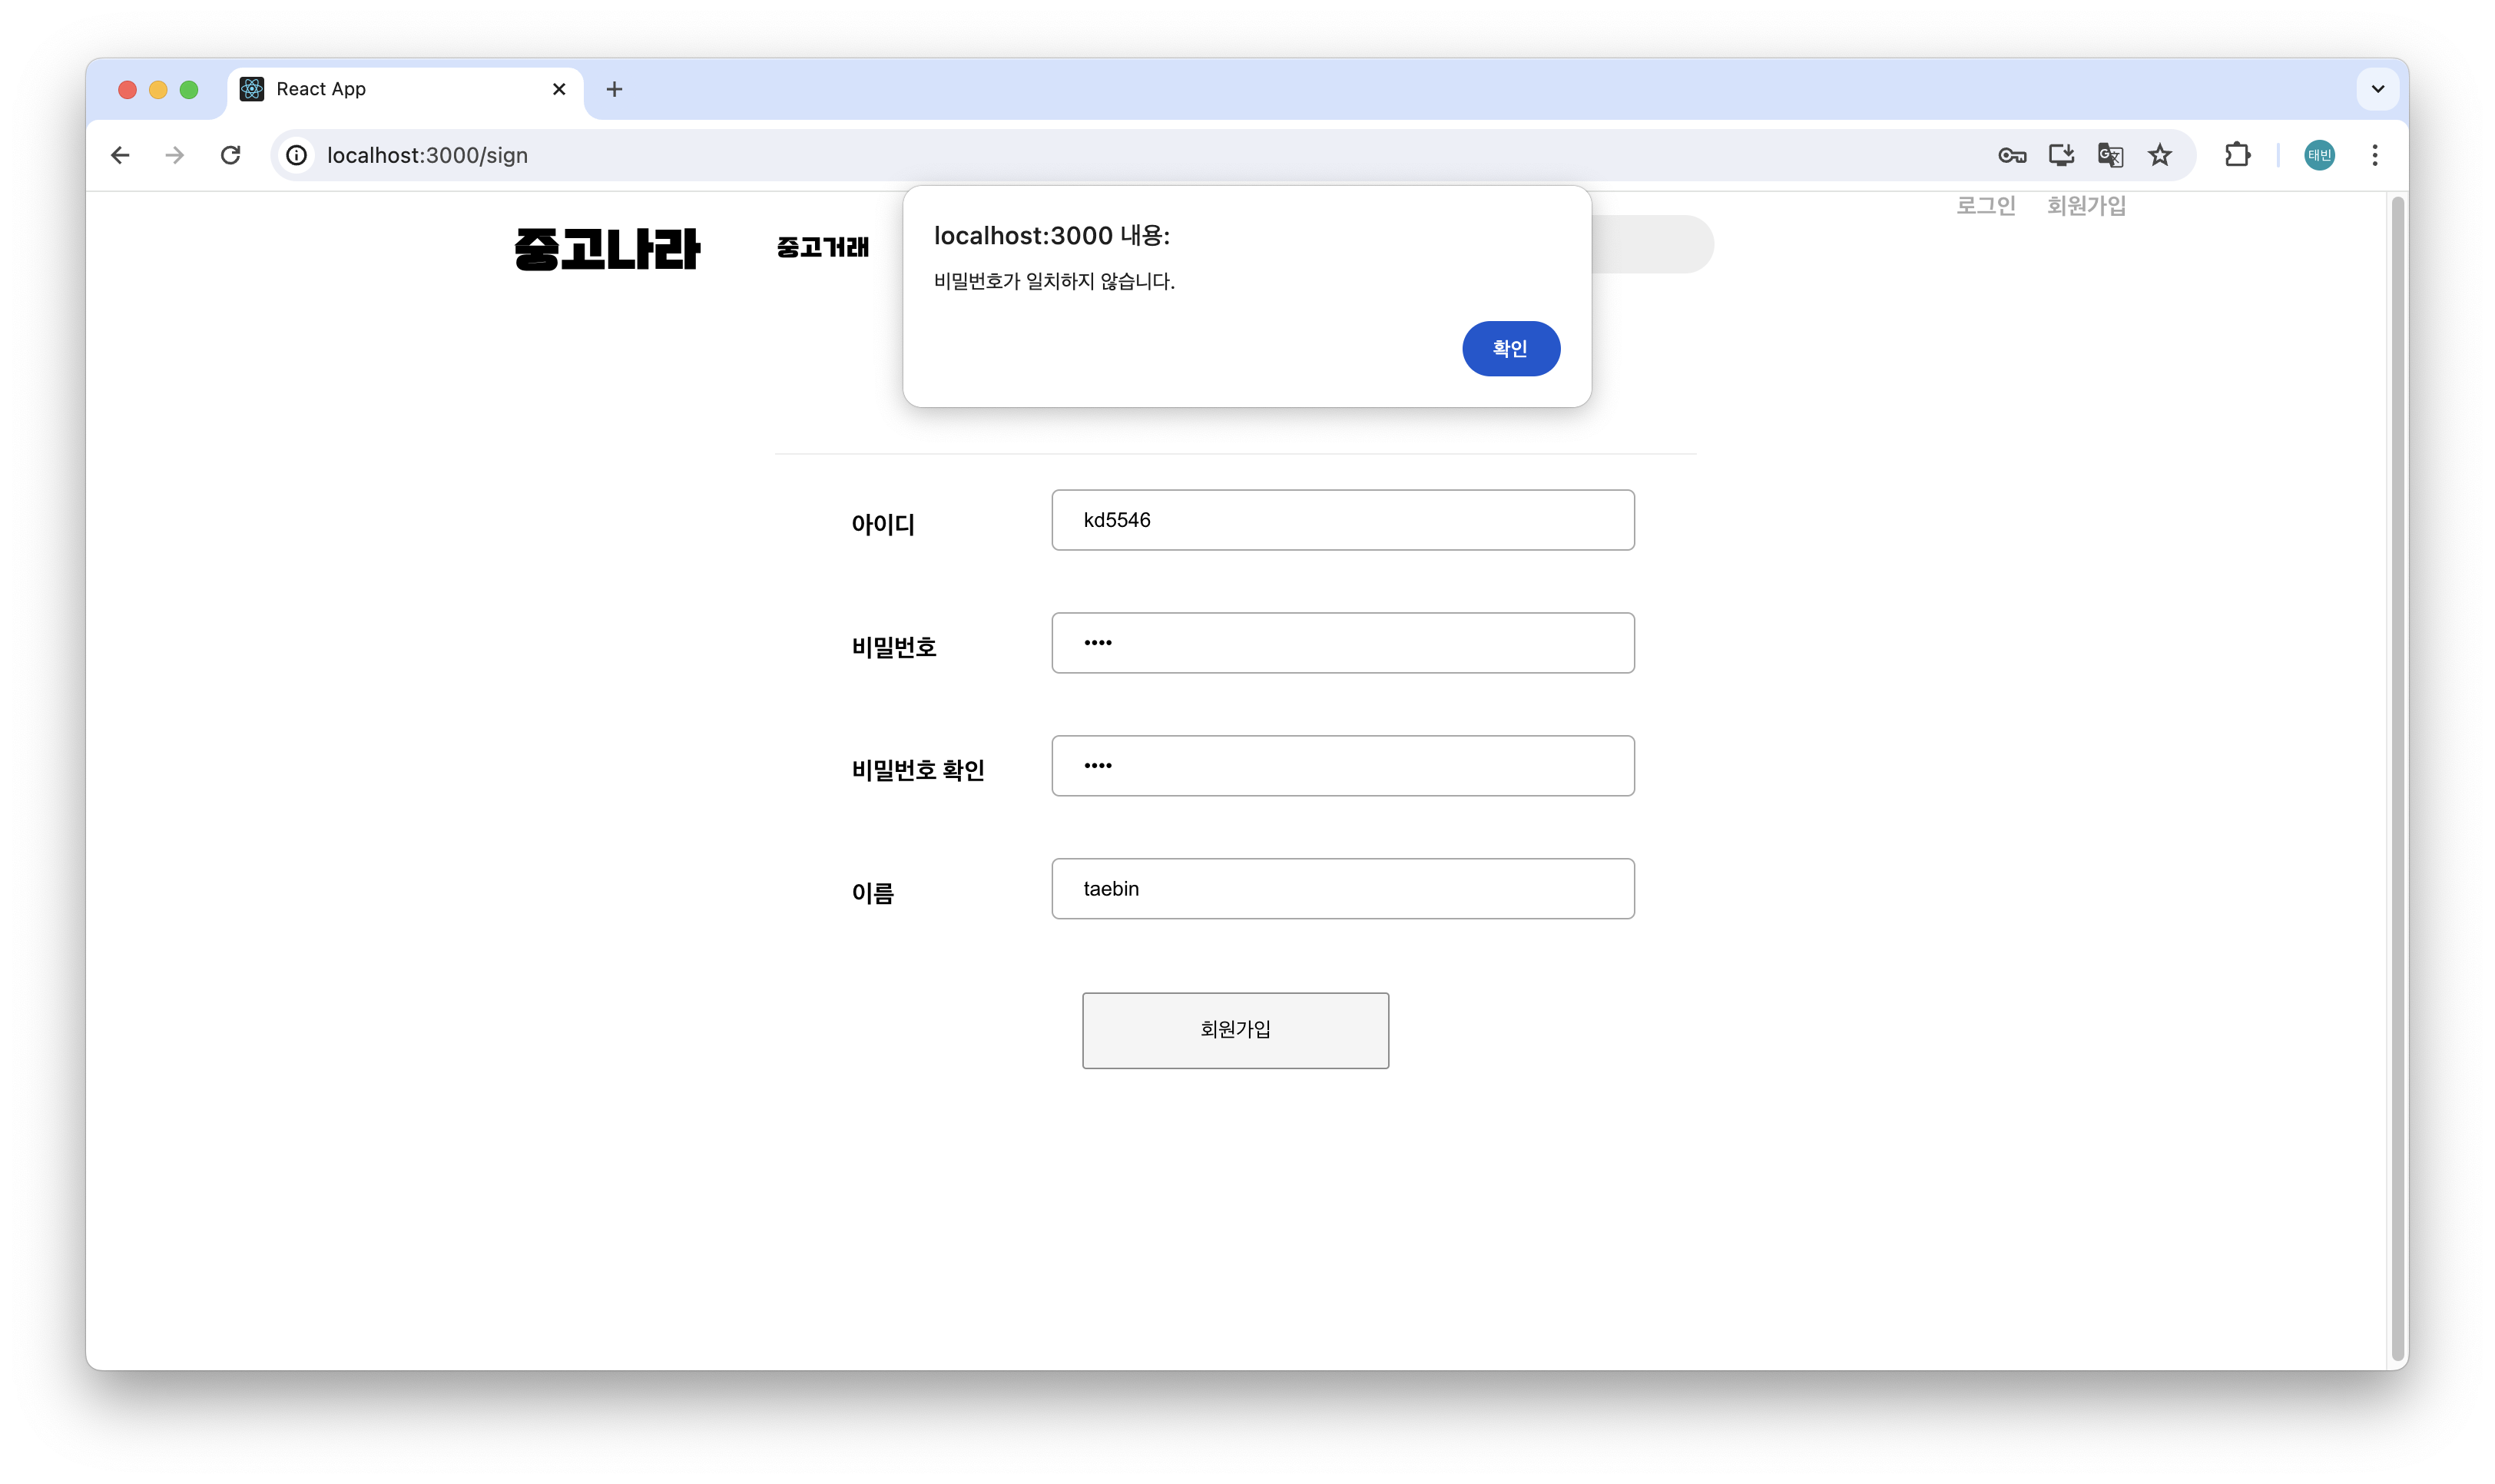 React App
localhost:3000/sign
태빈
로그인 회원가입
중고나라 중고거래
localhost:3000 내용:
비밀번호가 일치하지 않습니다.
확인
아이디 kd5546
비밀번호 ••••
비밀번호 확인 ••••
이름 taebin
회원가입